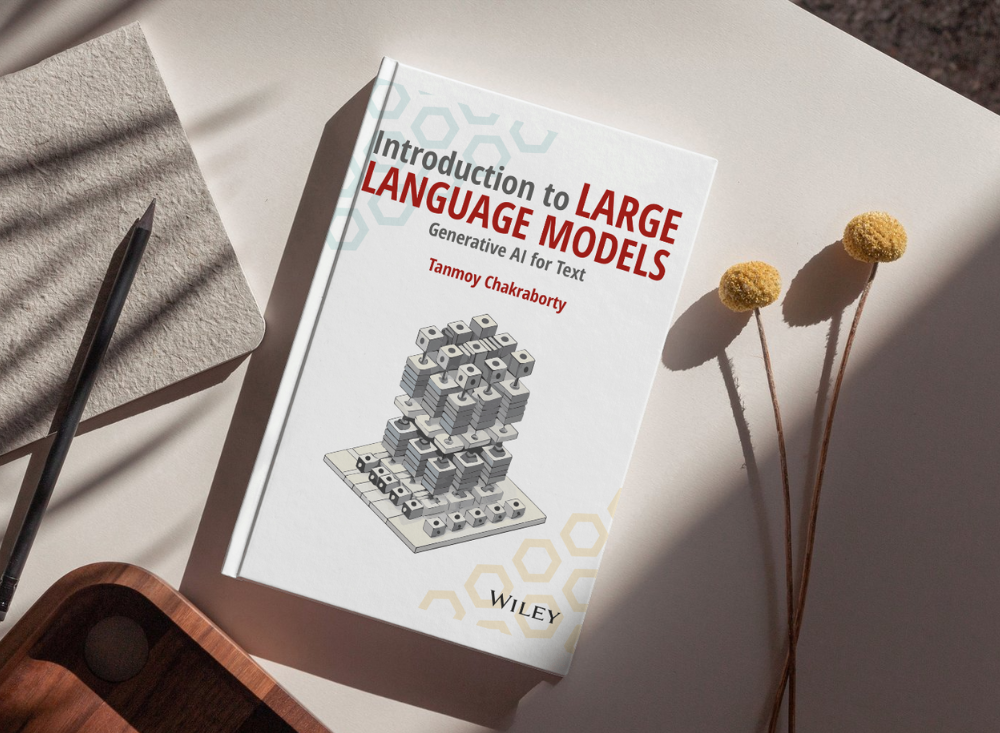 Introduction to LARGE
LANGUAGE MODELS
Generative AI for Text
Tanmoy Chakraborty
WILEY